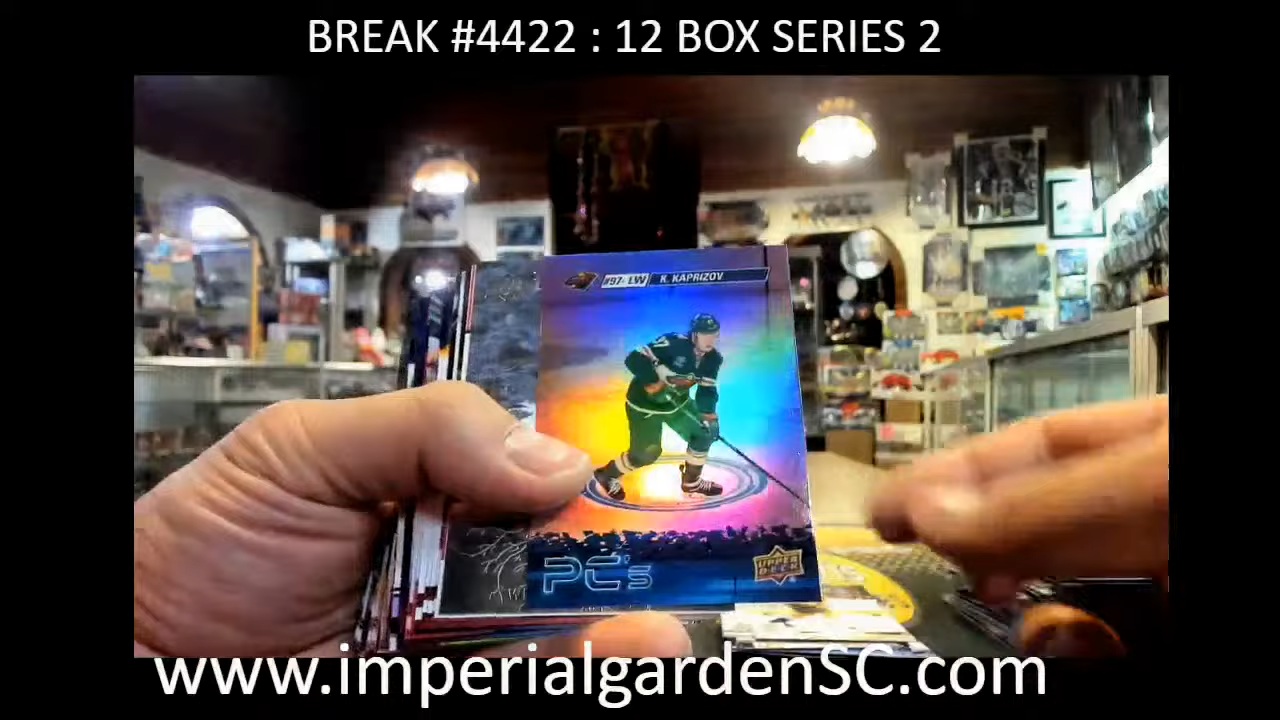 BREAK #4422 : 12 BOX SERIES 2
#97 LW K. KAPRIZOV
PC's
UPPER DECK
www.imperialgardenSC.com